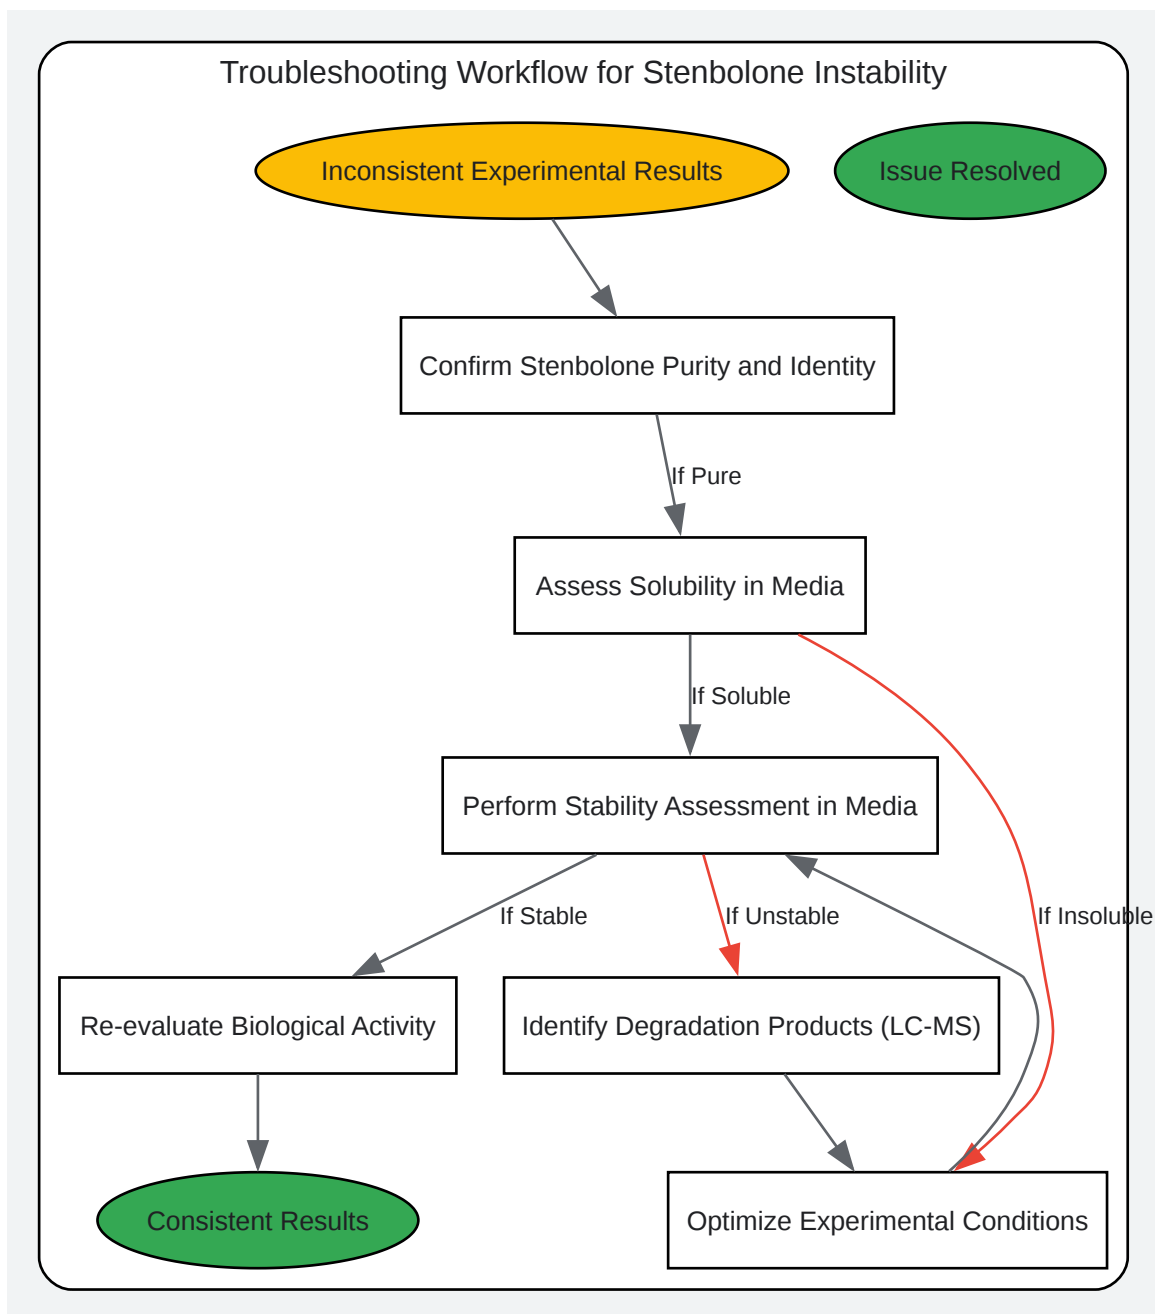 Troubleshooting Workflow for Stenbolone Instability
Inconsistent Experimental Results
Issue Resolved
Confirm Stenbolone Purity and Identity
If Pure
Assess Solubility in Media
If Soluble
Perform Stability Assessment in Media
If Stable
If Unstable
If Insoluble
Re-evaluate Biological Activity
Identify Degradation Products (LC-MS)
Consistent Results
Optimize Experimental Conditions